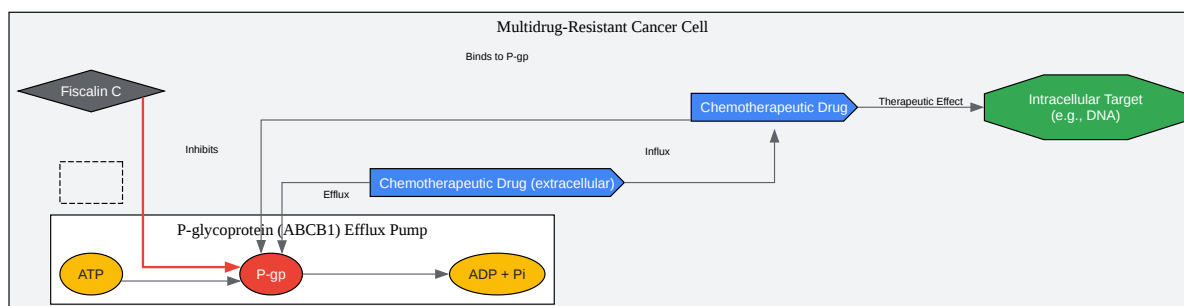 Multidrug-Resistant Cancer Cell
Binds to P-gp
Fiscalin C
Chemotherapeutic Drug
Therapeutic Effect
Intracellular Target
(e.g., DNA)
Inhibits
Influx
Chemotherapeutic Drug (extracellular)
Efflux
P-glycoprotein (ABCB1) Efflux Pump
ATP
P-gp
ADP + Pi